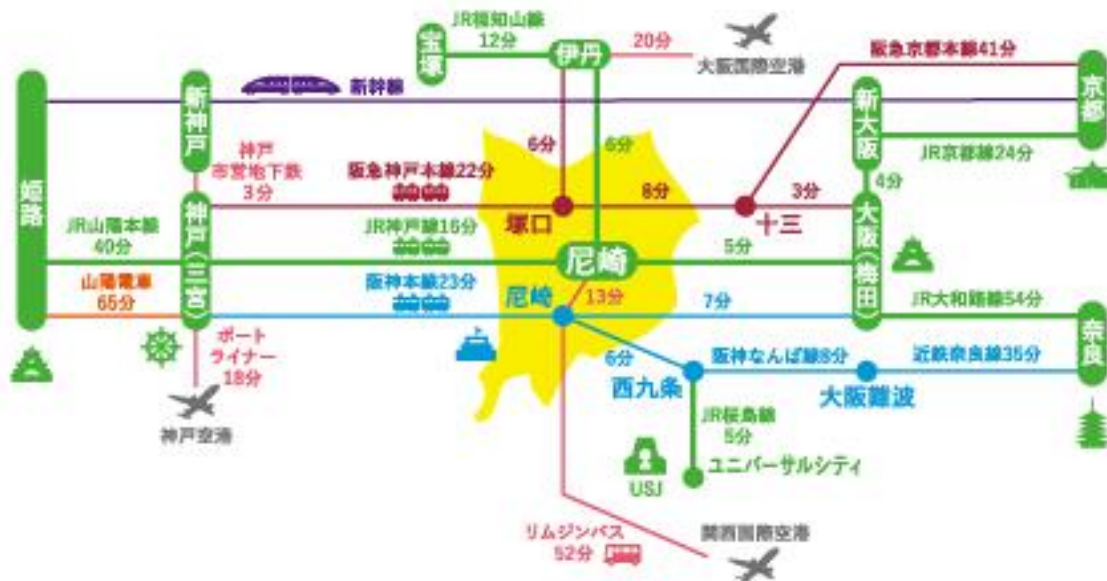 JR福知山線
12分
宝塚
伊丹
20分
大阪国際空港
阪急京都本線41分
京都
新幹線
新神戸
新大阪
JR京都線24分
4分
姫路
神戸
市営地下鉄
3分
阪急神戸本線22分
6分
6分
8分
3分
塚口
十三
JR山陽本線
40分
神戸(三宮)
JR神戸線16分
尼崎
5分
大阪(梅田)
山陽電車
65分
阪神本線23分
尼崎
13分
7分
JR大和路線54分
奈良
ポート
ライナー
18分
神戸空港
6分
西九条
阪神なんば線8分
大阪難波
近鉄奈良線35分
JR桜島線
5分
ユニバーサルシティ
USJ
リムジンバス
52分
関西国際空港